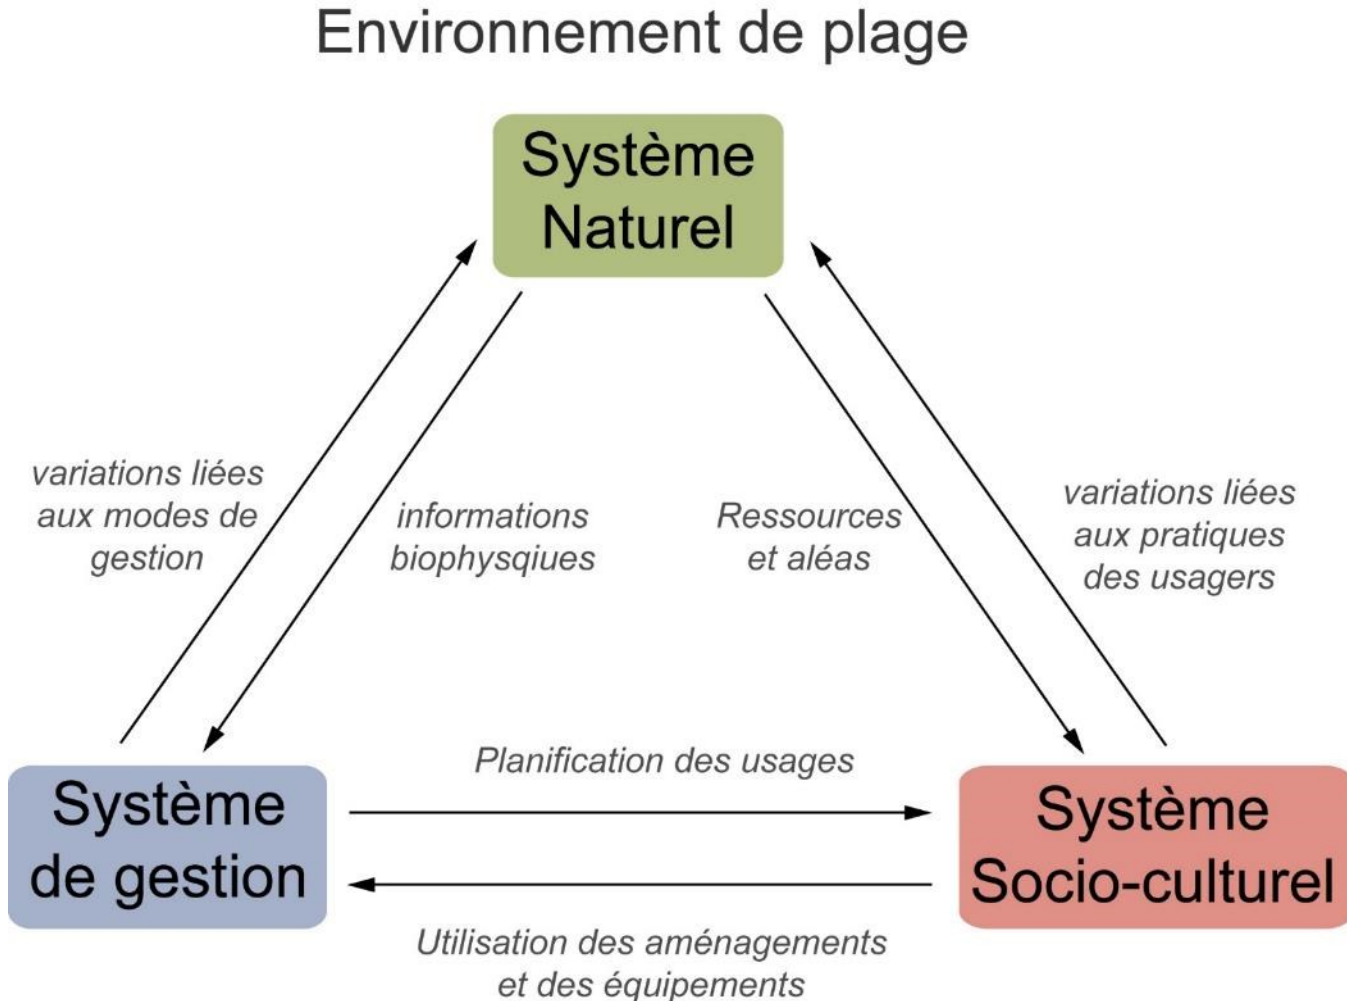 Environnement de plage
Système
Naturel
variations liées
aux modes de
gestion
informations
biophysqiues
Ressources
et aléas
variations liées
aux pratiques
des usagers
Planification des usages
Système
de gestion
Système
Socio-culturel
Utilisation des aménagements
et des équipements